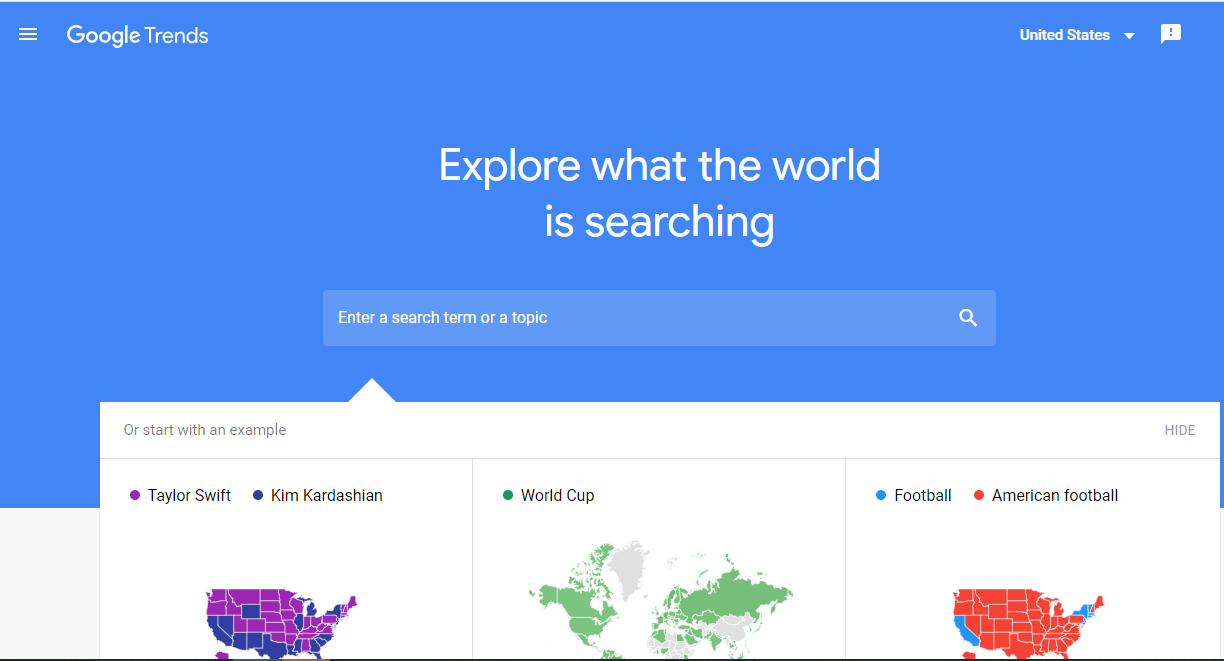 Google Trends
United States
Explore what the world
is searching
Enter a search term or a topic
Or start with an example
HIDE
Taylor Swift
Kim Kardashian
World Cup
Football
American football